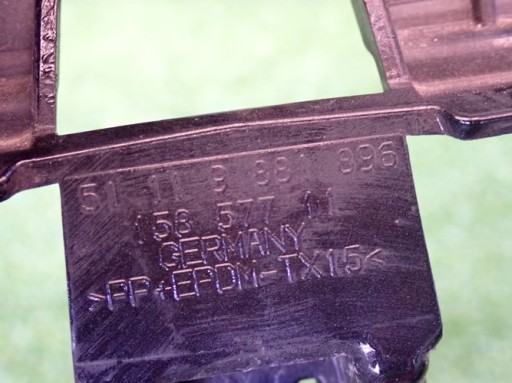 51 11 9 881 896
158 577 11
GERMANY
>PP+EPDM-TX15<